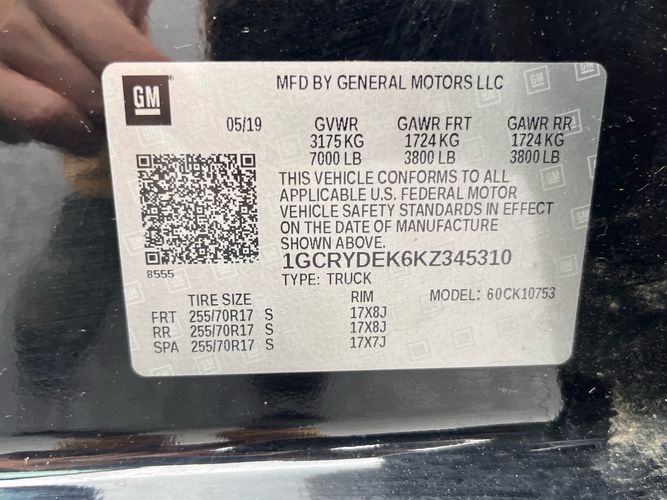 GM
MFD BY GENERAL MOTORS LLC
05/19 GVWR GAWR FRT GAWR RR
3175 KG 1724 KG 1724 KG
7000 LB 3800 LB 3800 LB
THIS VEHICLE CONFORMS TO ALL
APPLICABLE U.S. FEDERAL MOTOR
VEHICLE SAFETY STANDARDS IN EFFECT
ON THE DATE OF MANUFACTURE
SHOWN ABOVE.
8555
1GCRYDEK6KZ345310
TYPE: TRUCK
TIRE SIZE RIM MODEL: 60CK10753
FRT 255/70R17 S 17X8J
RR 255/70R17 S 17X8J
SPA 255/70R17 S 17X7J